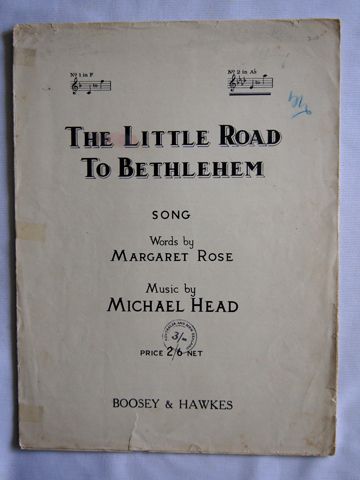 No 1 in F
No 2 in A♭
THE LITTLE ROAD
TO BETHLEHEM
SONG
Words by
MARGARET ROSE
Music by
MICHAEL HEAD
3/-
PRICE 2/6 NET
BOOSEY & HAWKES